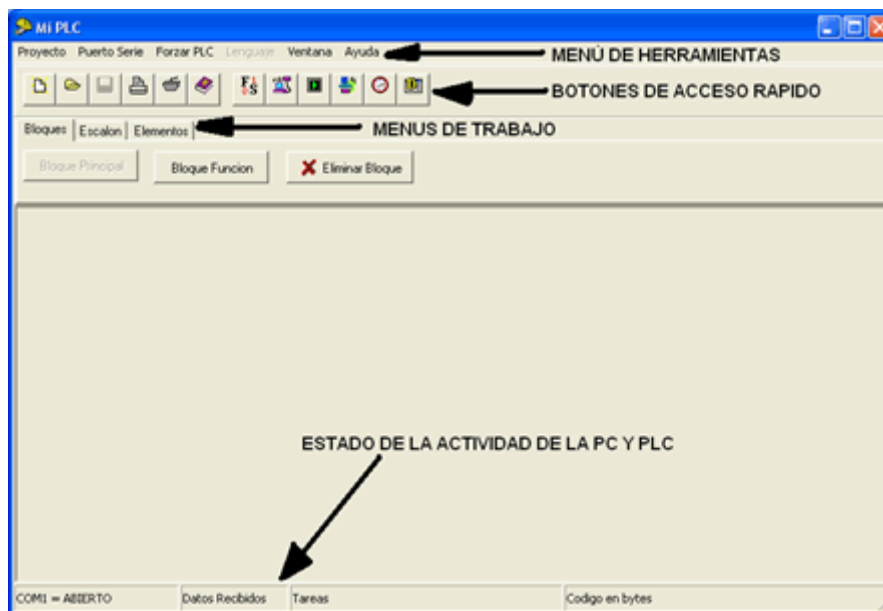 Mi PLC
Proyecto Puerto Serie Forzar PLC Lenguaje Ventana Ayuda
MENÚ DE HERRAMIENTAS
BOTONES DE ACCESO RAPIDO
Bloques Escalon Elementos
MENUS DE TRABAJO
Bloque Principal Bloque Funcion Eliminar Bloque
ESTADO DE LA ACTIVIDAD DE LA PC Y PLC
COM1 = ABIERTO Datos Recibidos Tareas Codigo en bytes